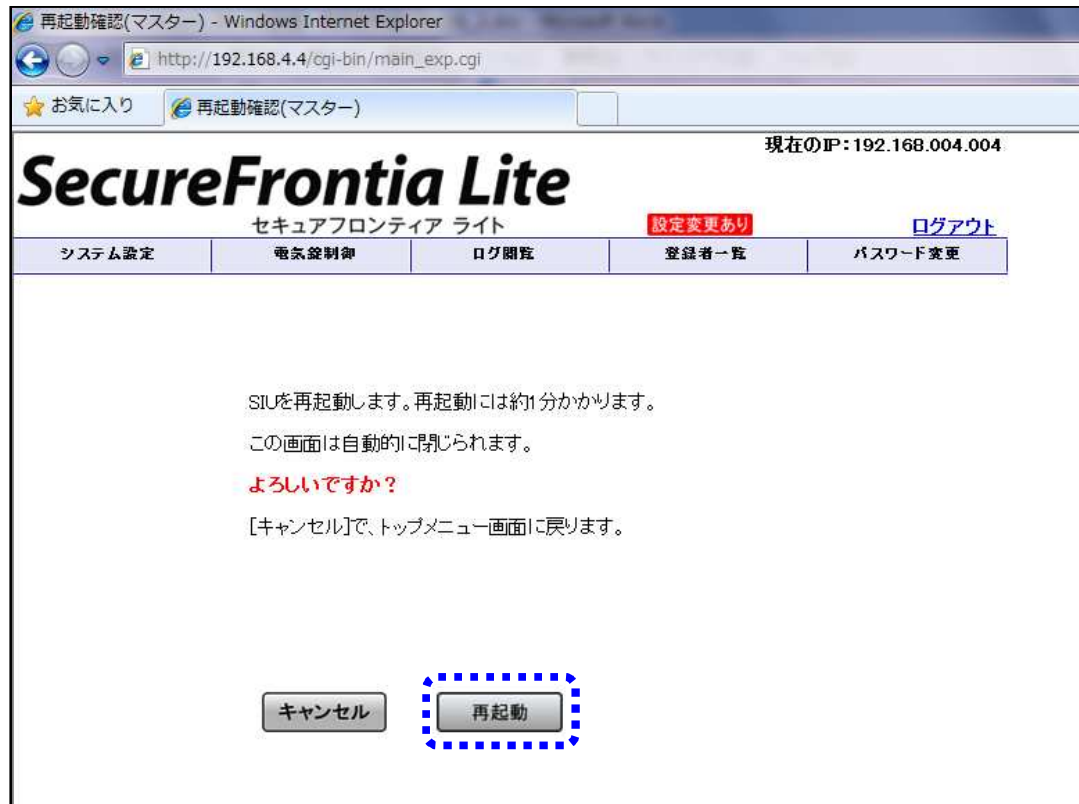 再起動確認(マスター) - Windows Internet Explorer
http://192.168.4.4/cgi-bin/main_exp.cgi
お気に入り 再起動確認(マスター)
現在のIP:192.168.004.004
SecureFrontia Lite
セキュアフロンティア ライト 設定変更あり ログアウト
システム設定 電気錠制御 ログ閲覧 登録者一覧 パスワード変更
SIUを再起動します。再起動には約1分かかります。
この画面は自動的に閉じられます。
よろしいですか?
[キャンセル]で、トップメニュー画面に戻ります。
キャンセル 再起動